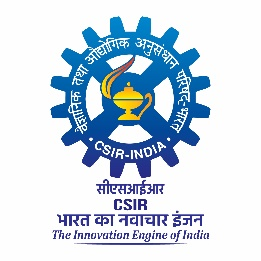 वैज्ञानिक तथा औद्योगिक अनुसंधान परिषद-भारत
CSIR-INDIA
सीएसआईआर
CSIR
भारत का नवाचार इंजन
The Innovation Engine of India